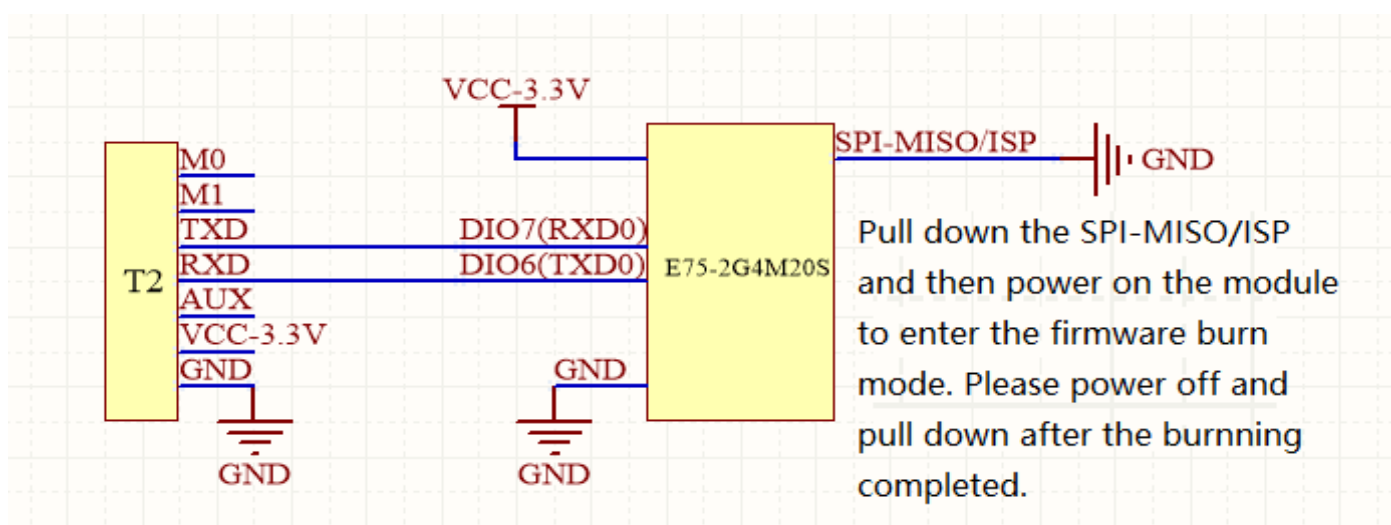 VCC-3.3V
M0
M1
TXD
RXD
AUX
VCC-3.3V
GND
T2
GND
DIO7(RXD0)
DIO6(TXD0)
GND
GND
E75-2G4M20S
SPI-MISO/ISP
GND
Pull down the SPI-MISO/ISP
and then power on the module
to enter the firmware burn
mode. Please power off and
pull down after the burnning
completed.